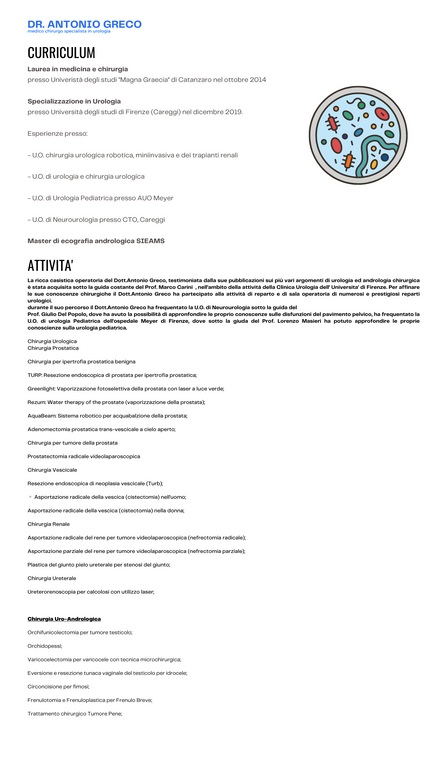 DR. ANTONIO GRECO
medico chirurgo specialista in urologia
CURRICULUM
Laurea in medicina e chirurgia
presso Univeristà degli studi "Magna Graecia" di Catanzaro nel ottobre 2014
Specializzazione in Urologia
presso Università degli studi di Firenze (Careggi) nel dicembre 2019.
Esperienze presso:
- U.O. chirurgia urologica robotica, miniinvasiva e dei trapianti renali
- U.O. di urologia e chirurgia urologica
- U.O. di Urologia Pediatrica presso AUO Meyer
- U.O. di Neurourologia presso CTO, Careggi
Master di ecografia andrologica SIEAMS
ATTIVITA'
La ricca casistica operatoria del Dott.Antonio Greco, testimoniata dalla sue pubblicazioni sui più vari argomenti di urologia ed andrologia chirurgica
è stata acquisita sotto la guida costante del Prof. Marco Carini , nell'ambito della attività della Clinica Urologia dell' Universita' di Firenze. Per affinare
le sue conoscenze chirurgiche il Dott.Antonio Greco ha partecipato alla attività di reparto e di sala operatoria di numerosi e prestigiosi reparti
urologici.
durante il suo percorso il Dott.Antonio Greco ha frequentato la U.O. di Neurourologia sotto la guida del
Prof. Giulio Del Popolo, dove ha avuto la possibilità di approfondire le proprio conoscenze sulle disfunzioni del pavimento pelvico, ha frequentato la
U.O. di urologia Pediatrica dell'ospedale Meyer di Firenze, dove sotto la giuda del Prof. Lorenzo Masieri ha potuto approfondire le proprie
conoscenze sulla urologia pediatrica.
Chirurgia Urologica
Chirurgia Prostatica
Chirurgia per ipertrofia prostatica benigna
TURP: Resezione endoscopica di prostata per ipertrofia prostatica;
Greenlight: Vaporizzazione fotoselettiva della prostata con laser a luce verde;
Rezum: Water therapy of the prostate (vaporizzazione della prostata);
AquaBeam: Sistema robotico per acquabalzione della prostata;
Adenomectomia prostatica trans-vescicale a cielo aperto;
Chirurgia per tumore della prostata
Prostatectomia radicale videolaparoscopica
Chirurgia Vescicale
Resezione endoscopica di neoplasia vescicale (Turb);
Asportazione radicale della vescica (cistectomia) nell'uomo;
Asportazione radicale della vescica (cistectomia) nella donna;
Chirurgia Renale
Asportazione radicale del rene per tumore videolaparoscopica (nefrectomia radicale);
Asportazione parziale del rene per tumore videolaparoscopica (nefrectomia parziale);
Plastica del giunto pielo ureterale per stenosi del giunto;
Chirurgia Ureterale
Ureterorenoscopia per calcolosi con utilizzo laser;
Chirurgia Uro-Andrologica
Orchifunicolectomia per tumore testicolo;
Orchidopessi;
Varicocelectomia per varicocele con tecnica microchirurgica;
Eversione e resezione tunaca vaginale del testicolo per idrocele;
Circoncisione per fimosi;
Frenulotomia e Frenuloplastica per Frenulo Breve;
Trattamento chirurgico Tumore Pene;